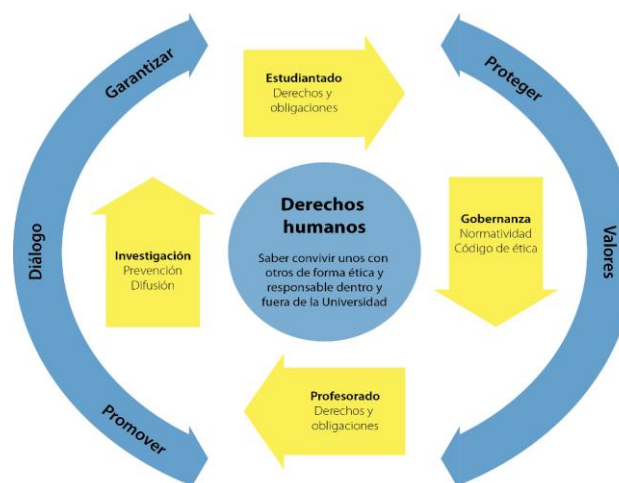 Garantizar
Diálogo
Promover
Estudiantado
Derechos y
obligaciones
Proteger
Valores
Investigación
Prevención
Difusión
Derechos
humanos
Saber convivir unos con
otros de forma ética y
responsable dentro y
fuera de la Universidad
Gobernanza
Normatividad
Código de ética
Profesorado
Derechos y
obligaciones